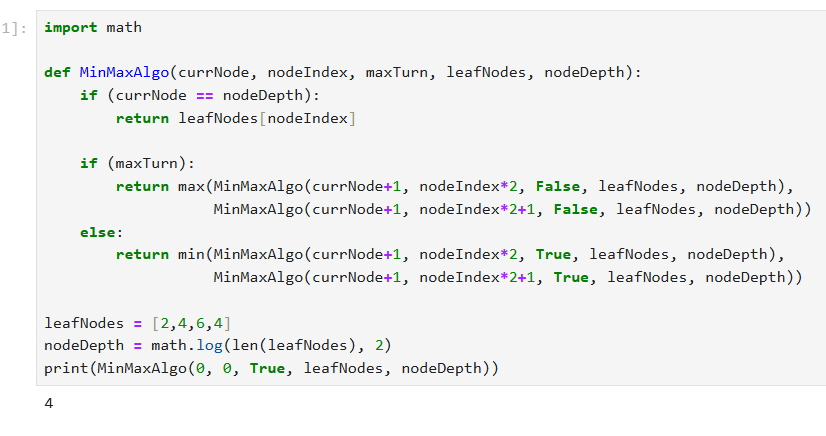 1]:
import math

def MinMaxAlgo(currNode, nodeIndex, maxTurn, leafNodes, nodeDepth):
    if (currNode == nodeDepth):
        return leafNodes[nodeIndex]

    if (maxTurn):
        return max(MinMaxAlgo(currNode+1, nodeIndex*2, False, leafNodes, nodeDepth),
                   MinMaxAlgo(currNode+1, nodeIndex*2+1, False, leafNodes, nodeDepth))
    else:
        return min(MinMaxAlgo(currNode+1, nodeIndex*2, True, leafNodes, nodeDepth),
                   MinMaxAlgo(currNode+1, nodeIndex*2+1, True, leafNodes, nodeDepth))

leafNodes = [2,4,6,4]
nodeDepth = math.log(len(leafNodes), 2)
print(MinMaxAlgo(0, 0, True, leafNodes, nodeDepth))
4